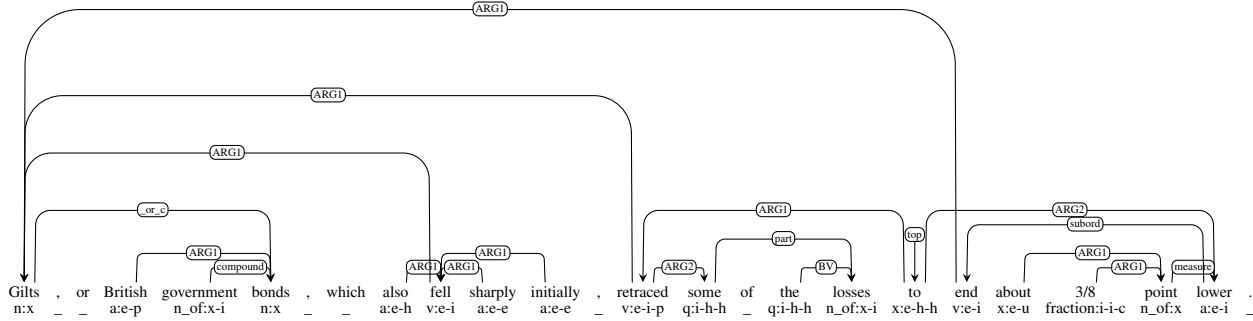 ARG1
ARG1
ARG1
_or_c ARG1 ARG2
top subord
part
ARG1 ARG1 ARG1
compound ARG1 ARG1 ARG2 BV ARG1 measure
Gilts , or British government bonds , which also fell sharply initially , retraced some of the losses to end about 3/8 point lower .
n:x _ _ a:e-p n_of:x-i n:x _ _ a:e-h v:e-i a:e-e a:e-e _ v:e-i-p q:i-h-h _ q:i-h-h n_of:x-i x:e-h-h v:e-i x:e-u fraction:i-i-c n_of:x a:e-i _